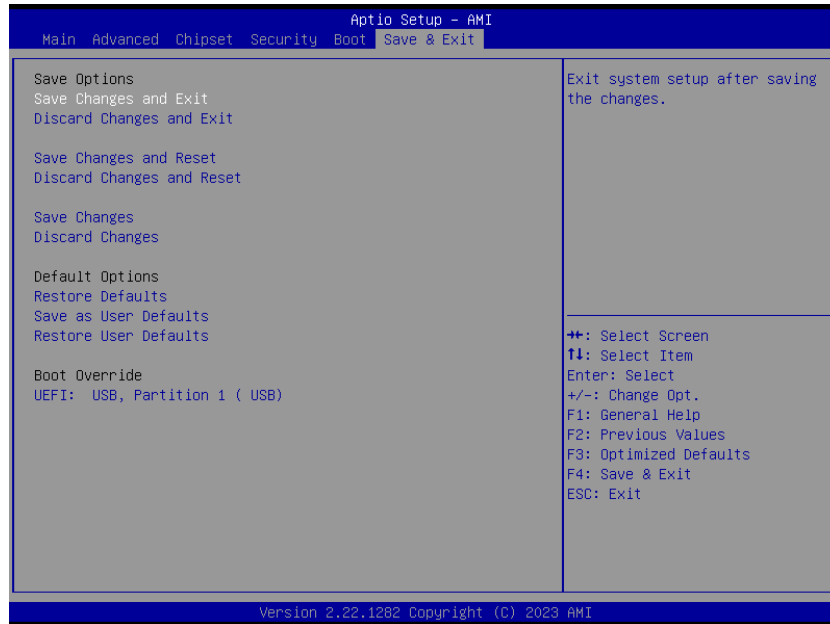 Aptio Setup – AMI
Main Advanced Chipset Security Boot Save & Exit
Save Options
Save Changes and Exit
Discard Changes and Exit
Save Changes and Reset
Discard Changes and Reset
Save Changes
Discard Changes
Default Options
Restore Defaults
Save as User Defaults
Restore User Defaults
Boot Override
UEFI: USB, Partition 1 ( USB)
Exit system setup after saving
the changes.
→←: Select Screen
↑↓: Select Item
Enter: Select
+/-: Change Opt.
F1: General Help
F2: Previous Values
F3: Optimized Defaults
F4: Save & Exit
ESC: Exit
Version 2.22.1282 Copyright (C) 2023 AMI